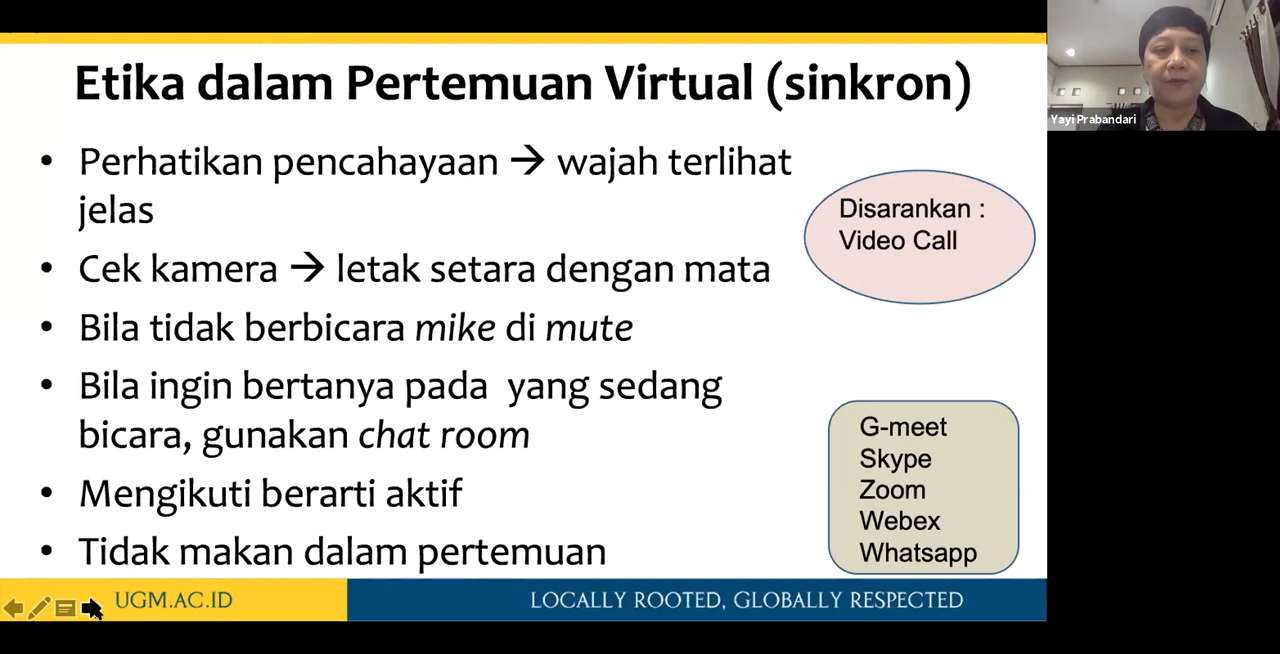 Etika dalam Pertemuan Virtual (sinkron)
• Perhatikan pencahayaan → wajah terlihat
jelas
• Cek kamera → letak setara dengan mata
• Bila tidak berbicara mike di mute
• Bila ingin bertanya pada yang sedang
bicara, gunakan chat room
• Mengikuti berarti aktif
• Tidak makan dalam pertemuan
Disarankan :
Video Call
G-meet
Skype
Zoom
Webex
Whatsapp
UGM.AC.ID
LOCALLY ROOTED, GLOBALLY RESPECTED
Yayi Prabandari